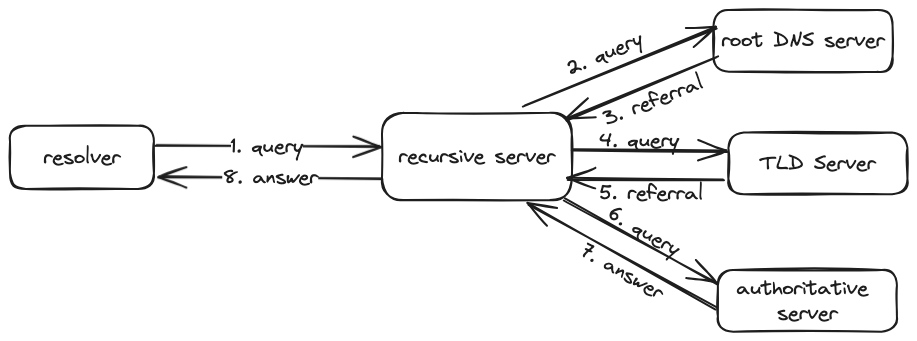 root DNS server
2. query
3. referral
1. query
resolver
recursive server
4. query
TLD Server
8. answer
5. referral
6. query
7. answer
authoritative
server